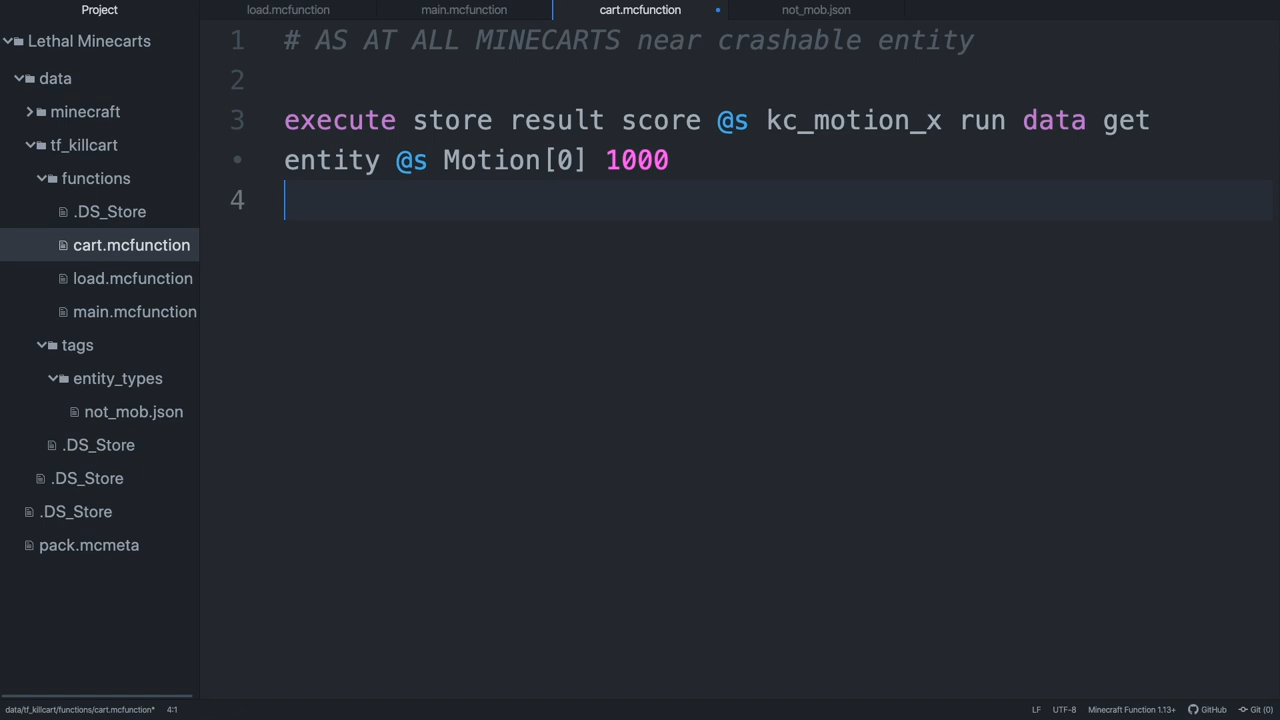 Project
load.mcfunction
main.mcfunction
cart.mcfunction
not_mob.json
Lethal Minecarts
data
minecraft
tf_killcart
functions
.DS_Store
cart.mcfunction
load.mcfunction
main.mcfunction
tags
entity_types
not_mob.json
.DS_Store
.DS_Store
.DS_Store
pack.mcmeta
1 # AS AT ALL MINECARTS near crashable entity
2
3 execute store result score @s kc_motion_x run data get
• entity @s Motion[0] 1000
4
data/tf_killcart/functions/cart.mcfunction* 4:1
LF UTF-8 Minecraft Function 1.13+ GitHub Git (0)